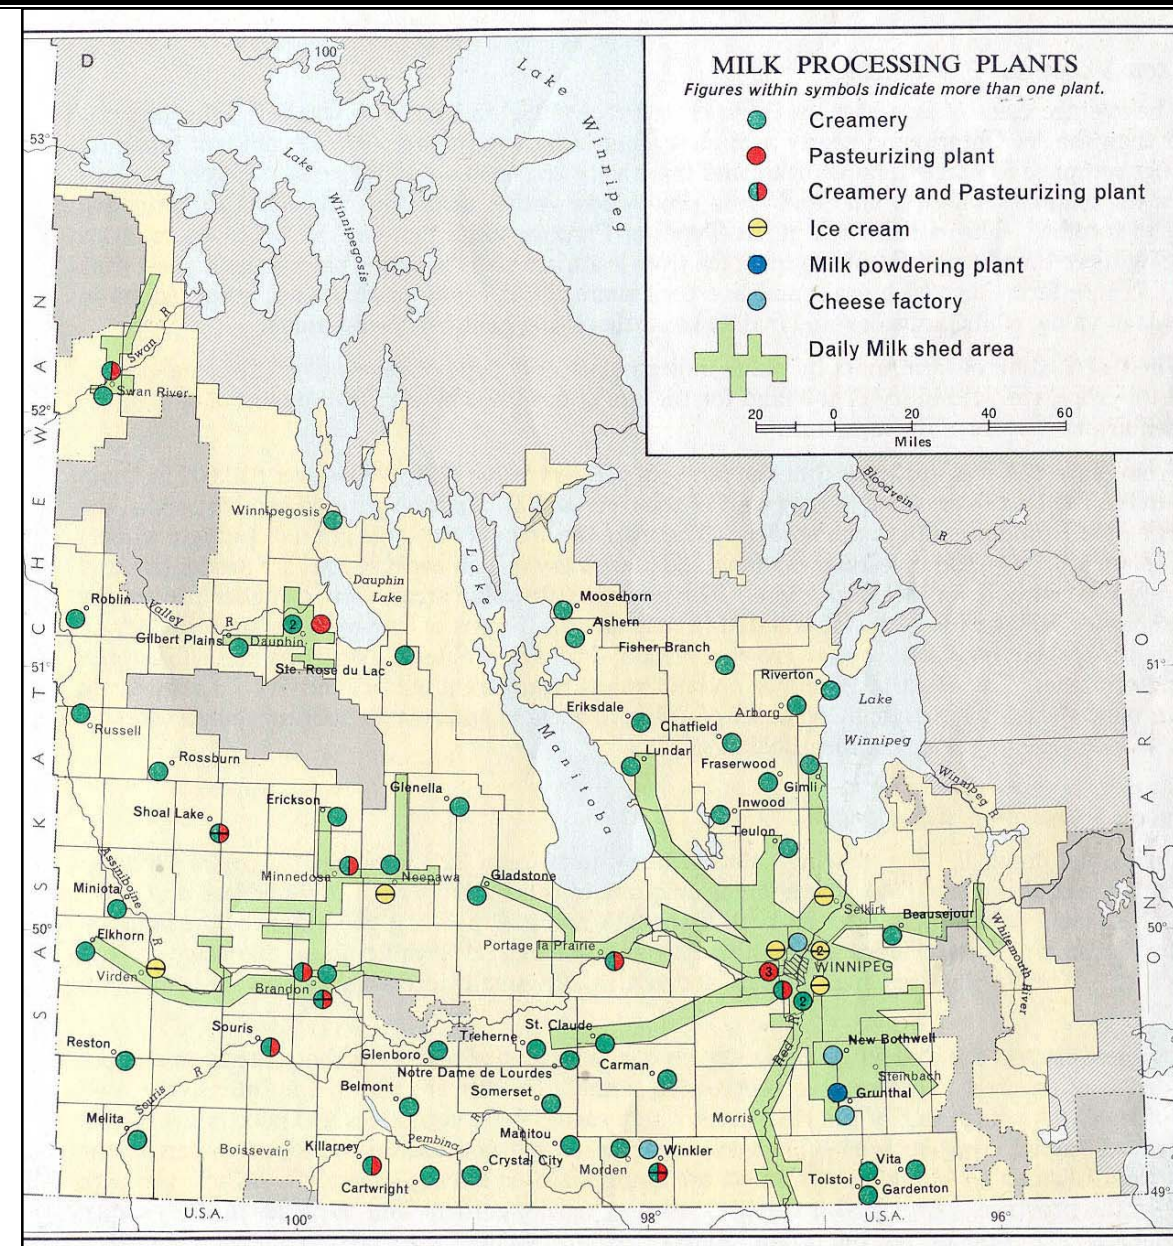 D
100°
53°
Lake
Winnipeg
Lake
Winnipegosis
MILK PROCESSING PLANTS
Figures within symbols indicate more than one plant.
Creamery
Pasteurizing plant
Creamery and Pasteurizing plant
Ice cream
Milk powdering plant
Cheese factory
Daily Milk shed area
20 0 20 40 60
Miles
Swan R
Swan River
52°
SASKATCHEWAN
Bloodvein
R
Winnipegosis
Dauphin
Lake
Lake
Manitoba
Roblin
Valley
R
Gilbert Plains
2
Dauphin
Ste. Rose du Lac
Moosehorn
Ashern
Fisher Branch
Riverton
51°
51°
Eriksdale
Arborg
Lake
Winnipeg
Chatfield
Russell
Lundar
Fraserwood
Gimli
Rossburn
Winnipeg R
ONTARIO
Glenella
Erickson
Inwood
Shoal Lake
Teulon
Assiniboine
R
Minnedosa
Neepawa
Gladstone
Miniota
Selkirk
Beausejour
Whitemouth River
50°
50°
Elkhorn
Portage la Prairie
2
Virden
3
WINNIPEG
Brandon
2
R
Souris
Treherne
St. Claude
Reston
Glenboro
Notre Dame de Lourdes
Carman
Red
New Bothwell
Steinbach
Belmont
Somerset
Grunthal
Souris
R
Melita
Morris
Boissevain
Killarney
Pembina
R
Manitou
Winkler
Crystal City
Morden
Cartwright
Vita
Tolstoi
Gardenton
49°
U.S.A.
100°
98°
U.S.A.
96°